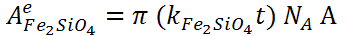 A^e_{Fe_2SiO_4} = π (k_{Fe_2SiO_4} t) N_A A